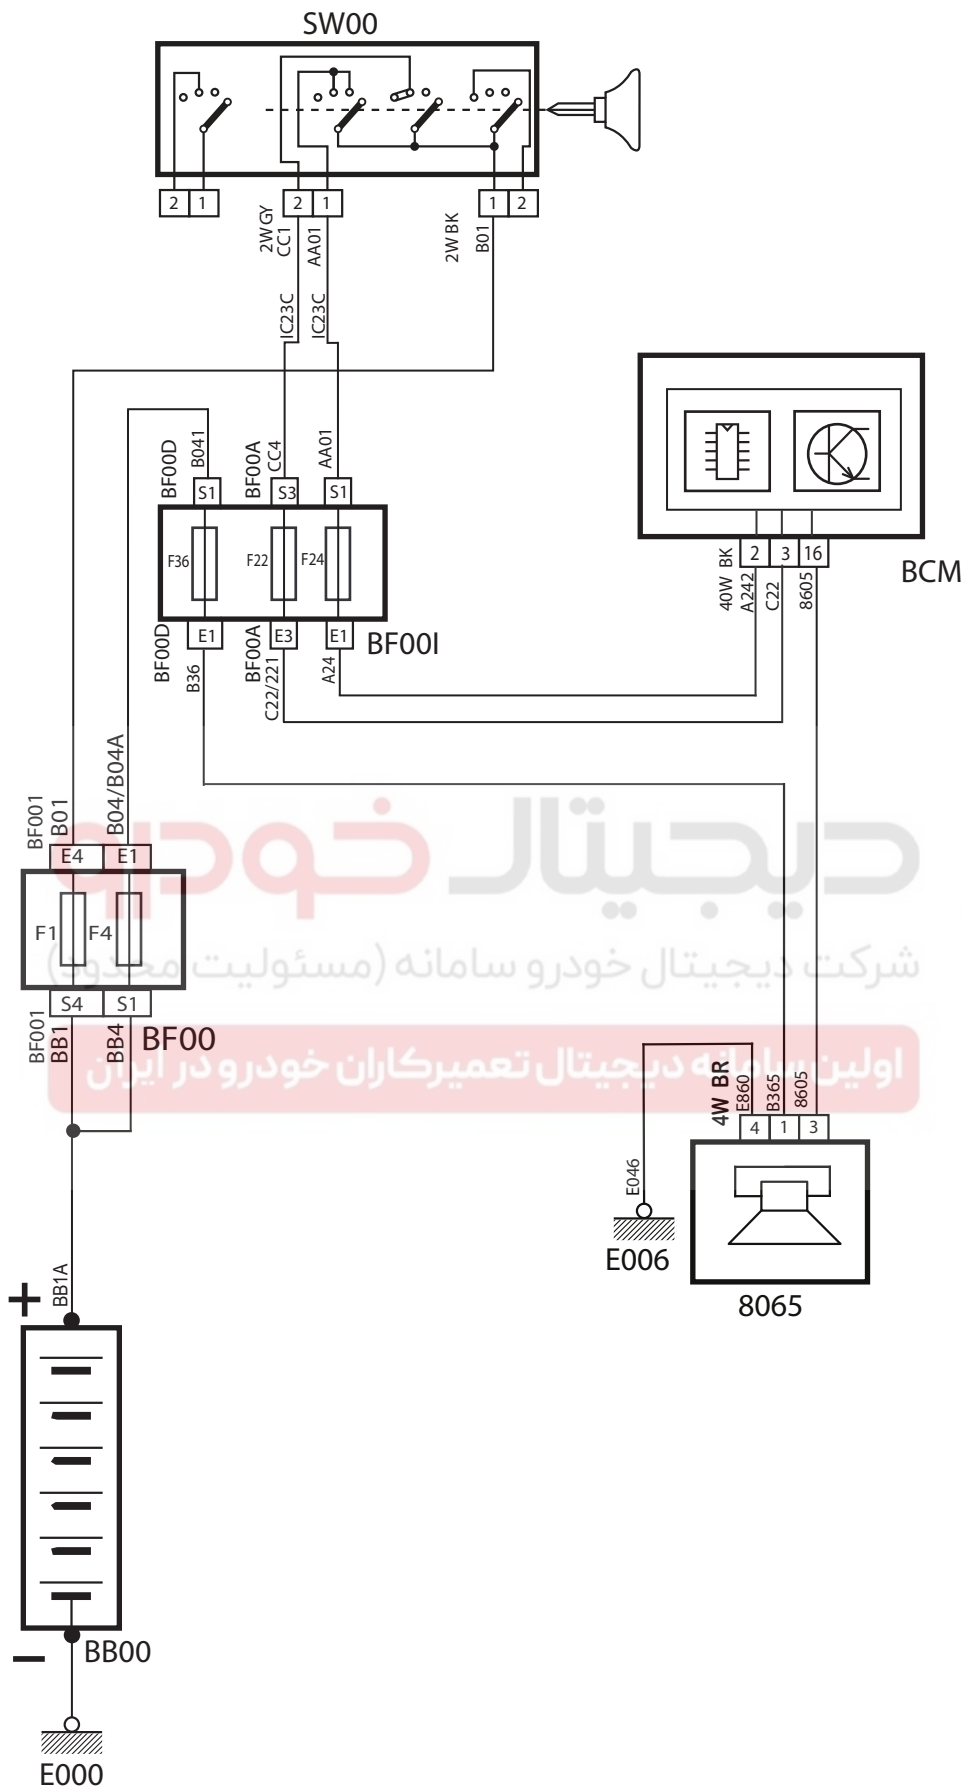 SW00
2 1
2 1
1 2
2W GY
CC1
AA01
2W BK
B01
IC23C
IC23C
BF00D
B041
BF00A
CC4
AA01
S1
S3
S1
F36
F22
F24
E1
E3
E1
BF00I
BF00D
B36
BF00A
C22/221
A24
2 3 16
BCM
40W BK
A242
C22
8605
BF001
B01
B04/B04A
E4 E1
دیجیتال خودرو
F1 F4
شرکت دیجیتال خودرو سامانه (مسئولیت محدود)
S4 S1
BF001
BB1
BB4
BF00
اولین سامانه دیجیتال تعمیرکاران خودرو در ایران
4W BR
E860
B365
8605
4 1 3
E046
E006
8065
BB1A
+
−
BB00
E000